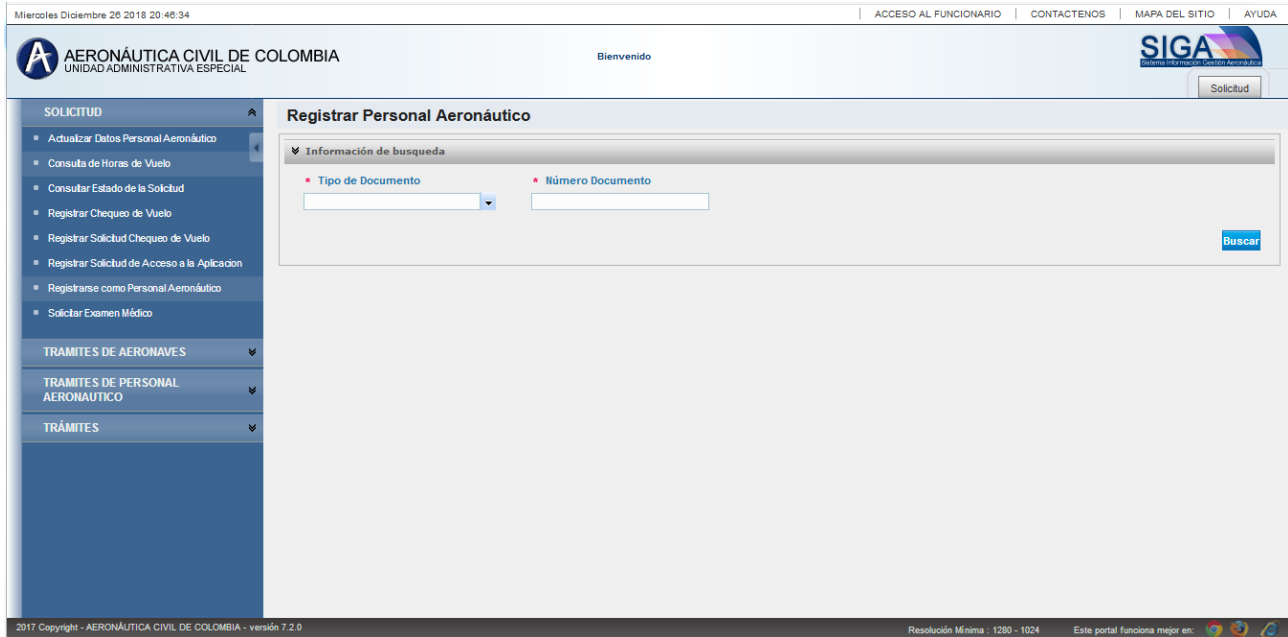 Miercoles Diciembre 26 2018 20:46:34
ACCESO AL FUNCIONARIO | CONTACTENOS | MAPA DEL SITIO | AYUDA
AERONÁUTICA CIVIL DE COLOMBIA
UNIDAD ADMINISTRATIVA ESPECIAL
Bienvenido
SIGA
Sistema Información Gestión Aeronáutica
Solicitud
SOLICITUD
Actualizar Datos Personal Aeronáutico
Consulta de Horas de Vuelo
Consultar Estado de la Solicitud
Registrar Chequeo de Vuelo
Registrar Solicitud Chequeo de Vuelo
Registrar Solicitud de Acceso a la Aplicacion
Registrarse como Personal Aeronáutico
Solicitar Examen Médico
TRAMITES DE AERONAVES
TRAMITES DE PERSONAL
AERONAUTICO
TRÁMITES
Registrar Personal Aeronáutico
Información de busqueda
* Tipo de Documento * Número Documento
Buscar
2017 Copyright - AERONÁUTICA CIVIL DE COLOMBIA - versión 7.2.0
Resolución Mínima : 1280 - 1024 Este portal funciona mejor en: